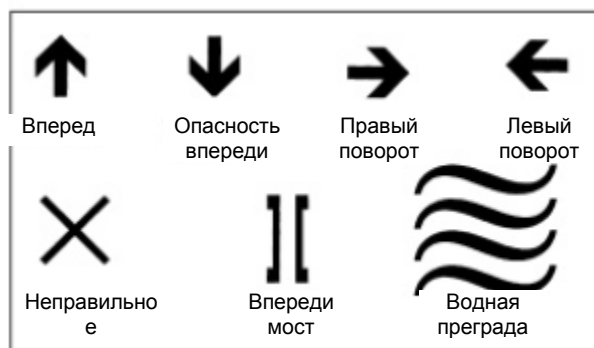 Вперед
Опасность
впереди
Правый
поворот
Левый
поворот
Неправильно
е
Впереди
мост
Водная
преграда